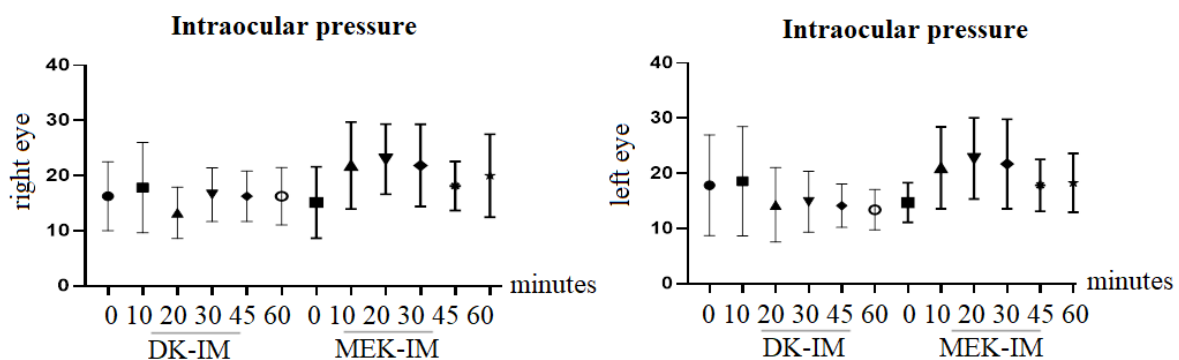 Intraocular pressure
40
30
20
10
0
right eye
minutes
0 10 20 30 45 60 0 10 20 30 45 60
DK-IM MEK-IM
Intraocular pressure
40
30
20
10
0
left eye
minutes
0 10 20 30 45 60 0 10 20 30 45 60
DK-IM MEK-IM